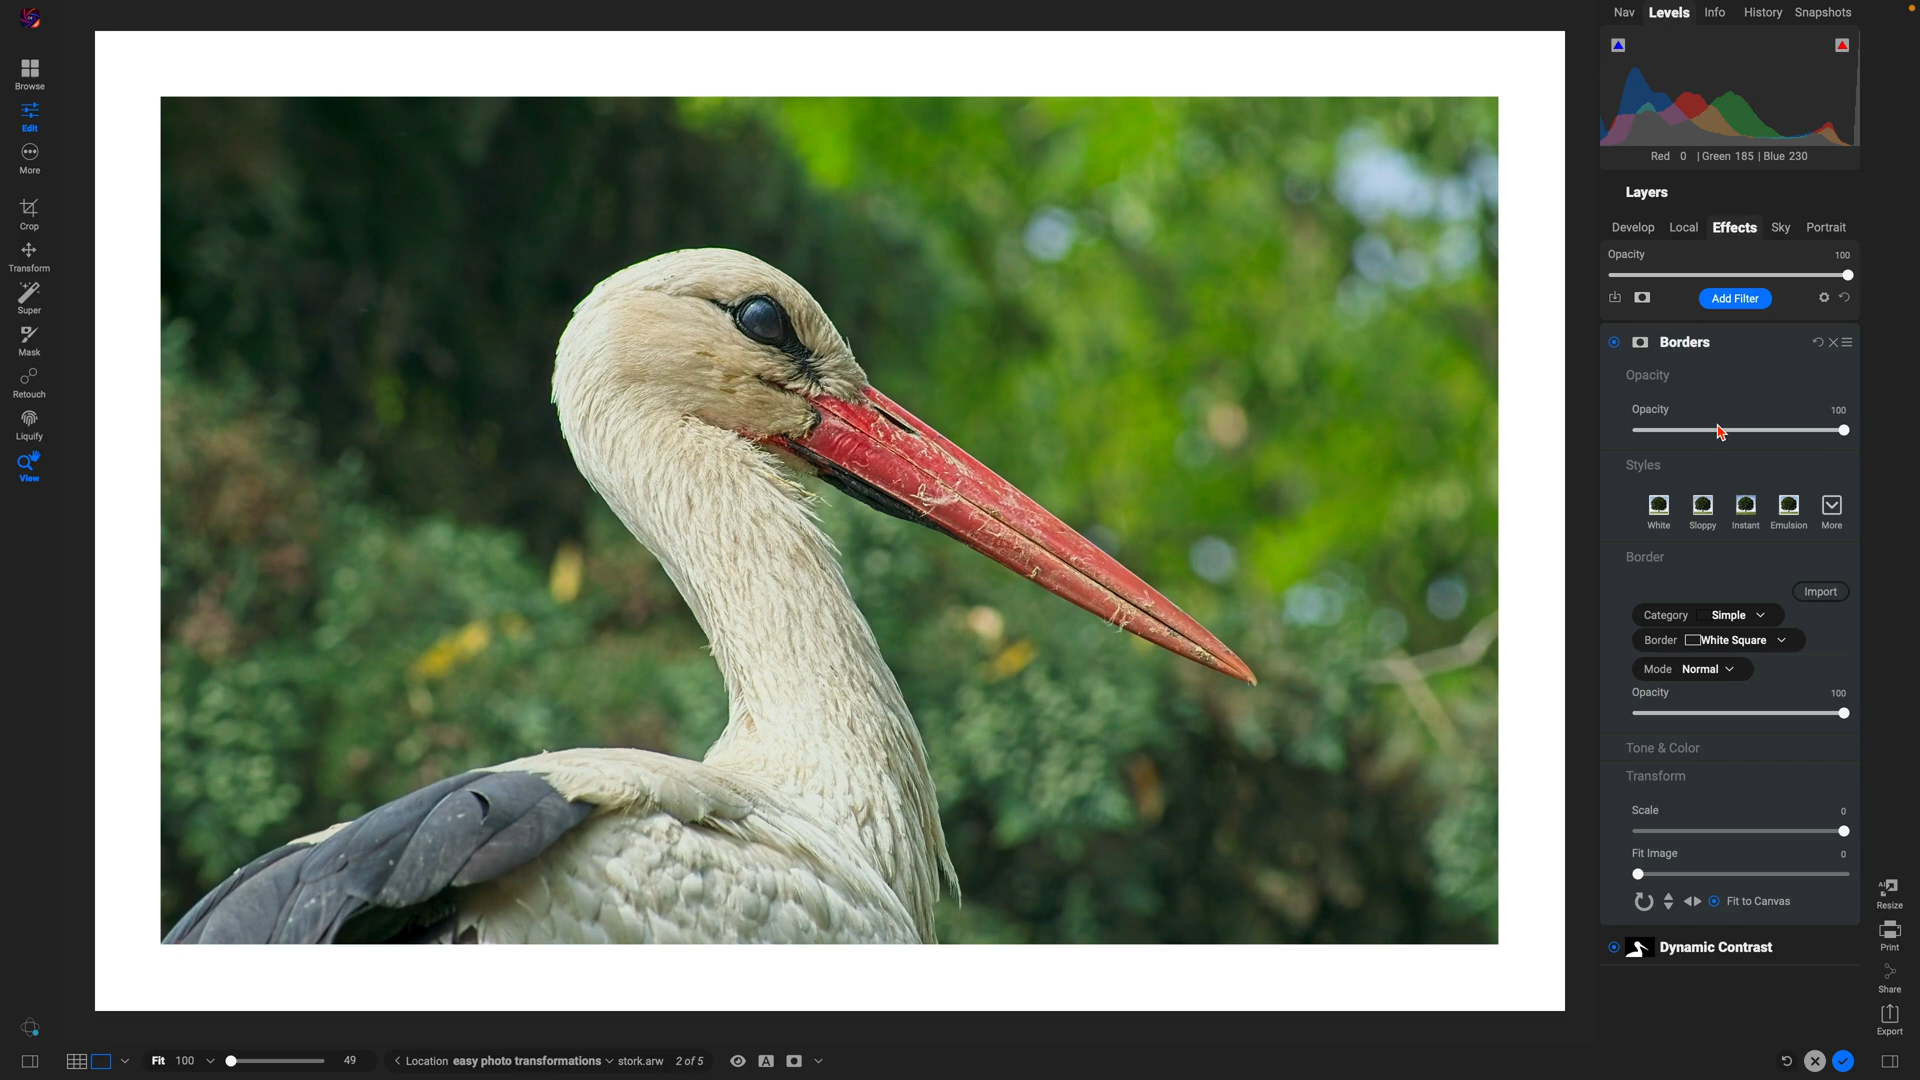 Nav Levels Info History Snapshots
Red 0 | Green 185 | Blue 230
Layers
Develop Local Effects Sky Portrait
Opacity 100
Add Filter
Borders
Opacity
Opacity 100
Styles
White Sloppy Instant Emulsion More
Border
Import
Category Simple
Border White Square
Mode Normal
Opacity 100
Tone & Color
Transform
Scale 0
Fit Image 0
Fit to Canvas
Dynamic Contrast
Browse
Edit
More
Crop
Transform
Super
Mask
Retouch
Liquify
View
AI
Resize
Print
Share
Export
Fit 100 49 Location easy photo transformations stork.arw 2 of 5 A